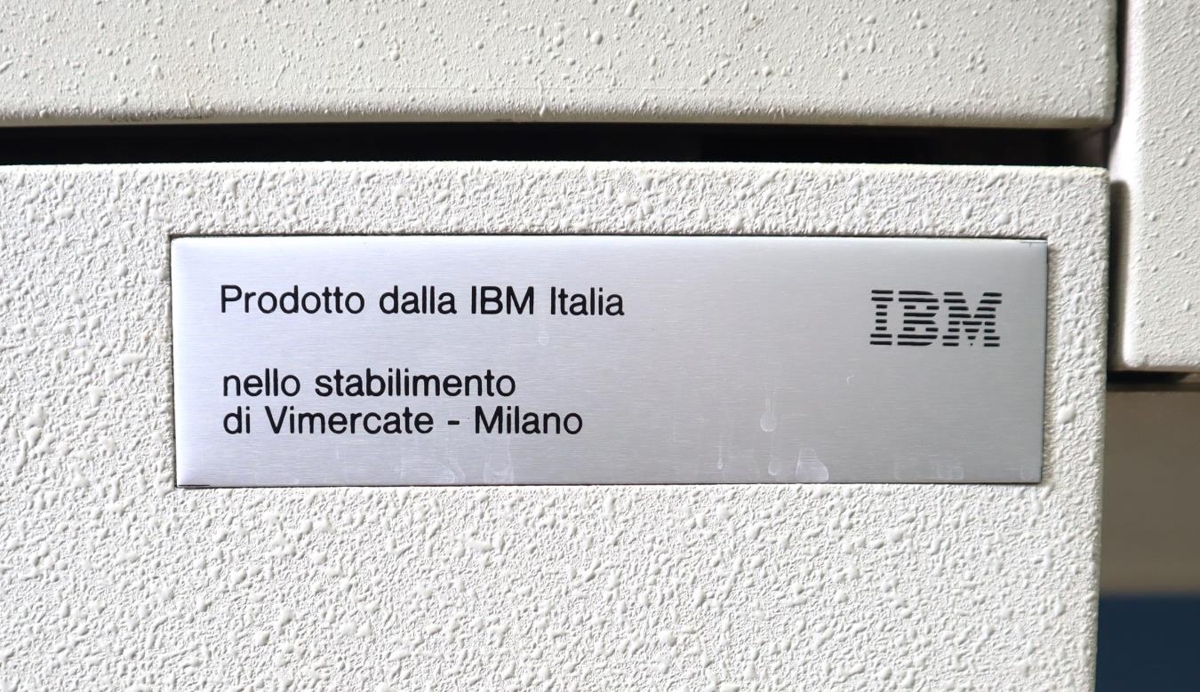 Prodotto dalla IBM Italia
IBM
nello stabilimento
di Vimercate - Milano